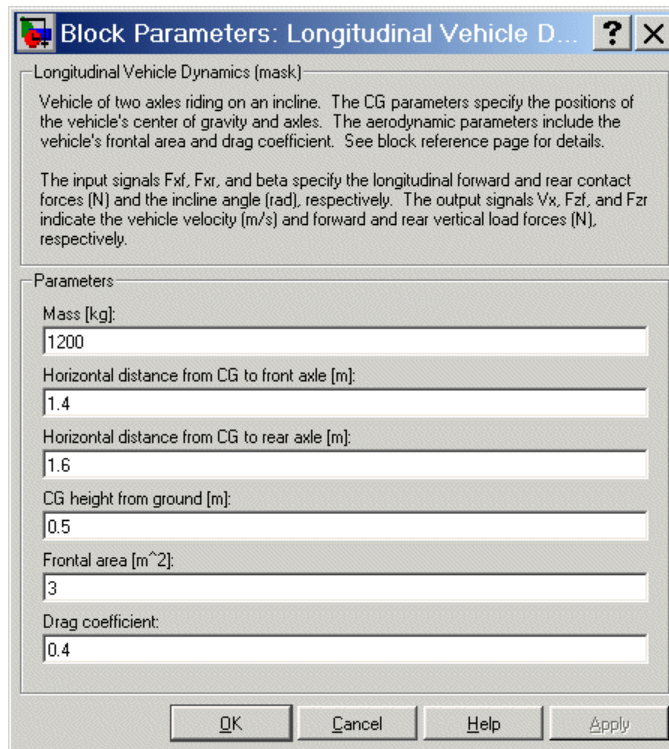 Block Parameters: Longitudinal Vehicle D... ? X
Longitudinal Vehicle Dynamics (mask)
Vehicle of two axles riding on an incline. The CG parameters specify the positions of
the vehicle's center of gravity and axles. The aerodynamic parameters include the
vehicle's frontal area and drag coefficient. See block reference page for details.
The input signals Fxf, Fxr, and beta specify the longitudinal forward and rear contact
forces (N) and the incline angle (rad), respectively. The output signals Vx, Fzf, and Fzr
indicate the vehicle velocity (m/s) and forward and rear vertical load forces (N),
respectively.
Parameters
Mass [kg]:
1200
Horizontal distance from CG to front axle [m]:
1.4
Horizontal distance from CG to rear axle [m]:
1.6
CG height from ground [m]:
0.5
Frontal area [m^2]:
3
Drag coefficient:
0.4
OK Cancel Help Apply